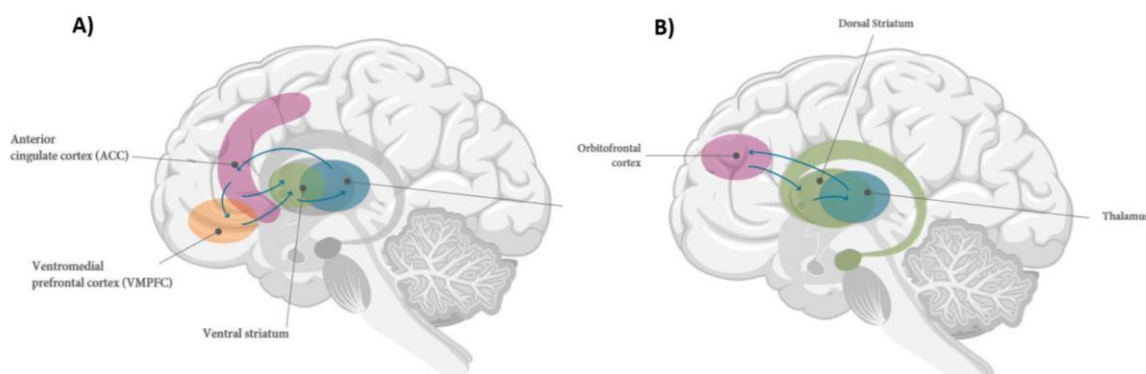 A)
Anterior
cingulate cortex (ACC)
Ventromedial
prefrontal cortex (VMPFC)
Ventral striatum
B)
Dorsal Striatum
Orbitofrontal
cortex
Thalamus